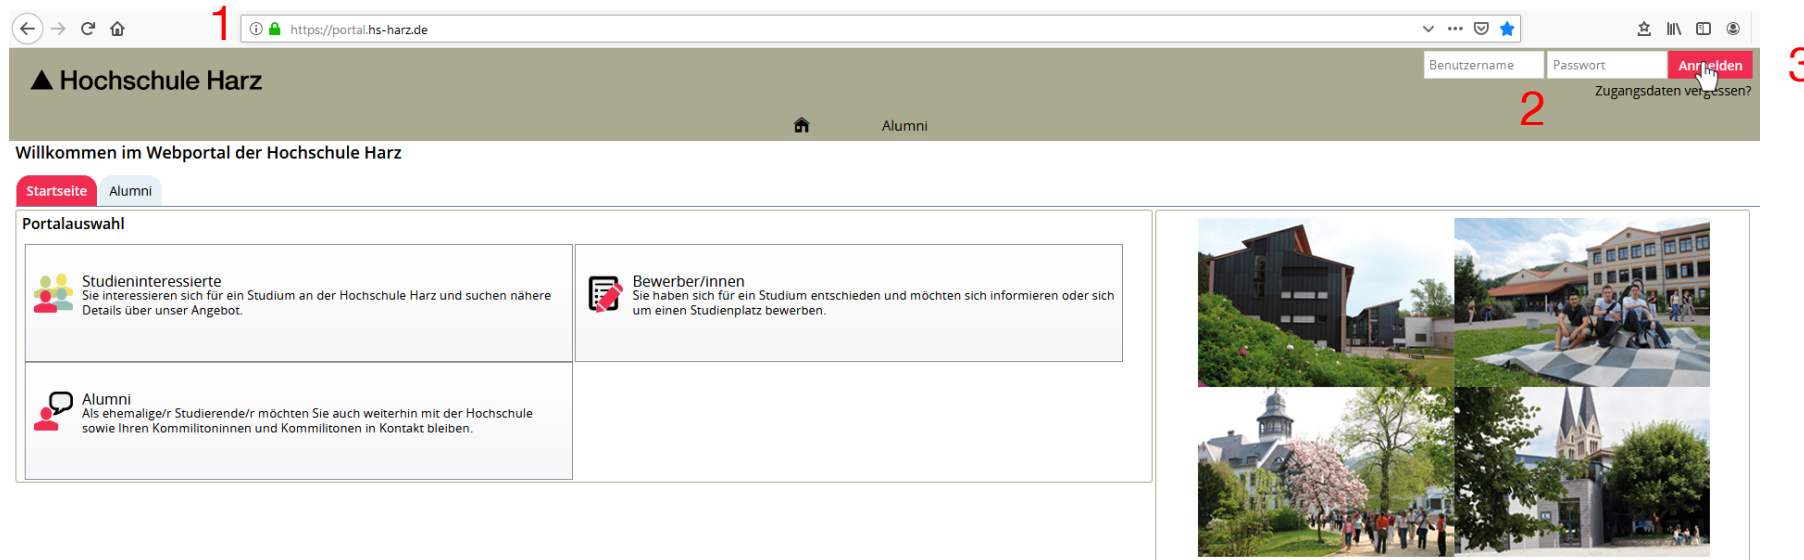 1
https://portal.hs-harz.de
Hochschule Harz
Benutzername
Passwort
Anmelden
3
2
Zugangsdaten vergessen?
Alumni
Willkommen im Webportal der Hochschule Harz
Startseite
Alumni
Portalauswahl
Studieninteressierte
Sie interessieren sich für ein Studium an der Hochschule Harz und suchen nähere
Details über unser Angebot.
Bewerber/innen
Sie haben sich für ein Studium entschieden und möchten sich informieren oder sich
um einen Studienplatz bewerben.
Alumni
Als ehemalige/r Studierende/r möchten Sie auch weiterhin mit der Hochschule
sowie Ihren Kommilitoninnen und Kommilitonen in Kontakt bleiben.